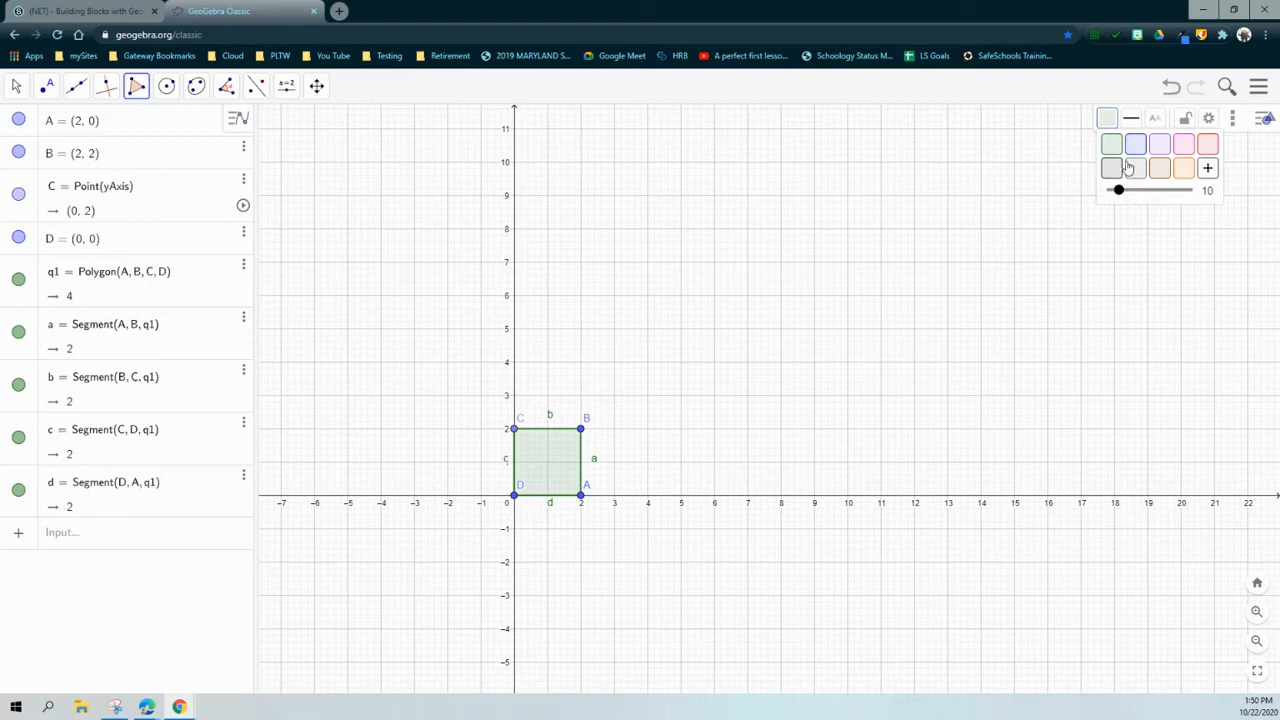 (NET) - Building Blocks with Geo
GeoGebra Classic
geogebra.org/classic
Apps
mySites
Gateway Bookmarks
Cloud
PLTW
You Tube
Testing
Retirement
2019 MARYLAND S...
Google Meet
HRB
A perfect first lesso...
Schoology Status M...
LS Goals
SafeSchools Trainin...
a=2
AA
A = (2, 0)
B = (2, 2)
C = Point(yAxis)
→ (0, 2)
D = (0, 0)
q1 = Polygon(A, B, C, D)
→ 4
a = Segment(A, B, q1)
→ 2
b = Segment(B, C, q1)
→ 2
c = Segment(C, D, q1)
→ 2
d = Segment(D, A, q1)
→ 2
Input...
10
11
10
9
8
7
6
5
4
3
2
−1
−2
−3
−4
−5
−7 −6 −5 −4 −3 −2 −1 0 2 3 4 5 6 7 8 9 10 11 12 13 14 15 16 17 18 19 20 21 22
C b B
c a
D A
d
1:50 PM
10/22/2020